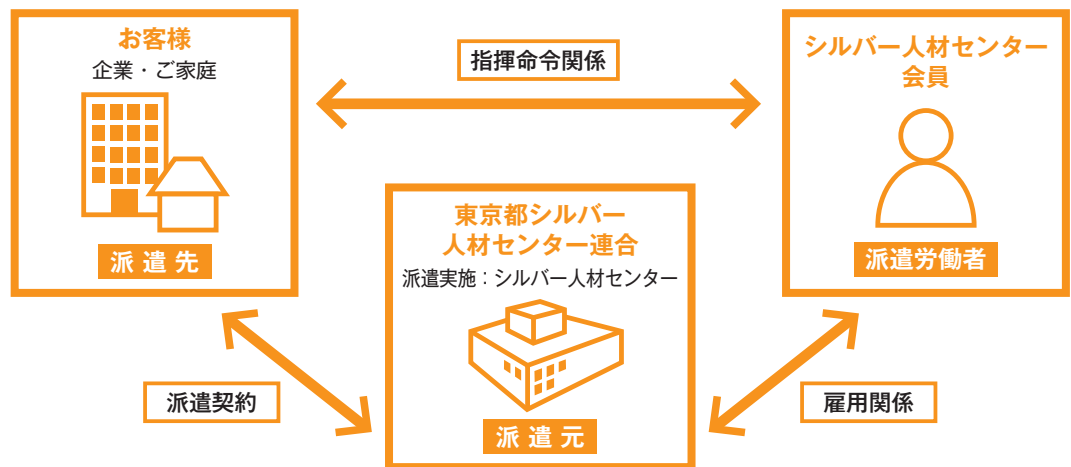 お客様
企業・ご家庭
派遣先
指揮命令関係
シルバー人材センター
会員
派遣労働者
東京都シルバー
人材センター連合
派遣実施：シルバー人材センター
派遣元
派遣契約
雇用関係